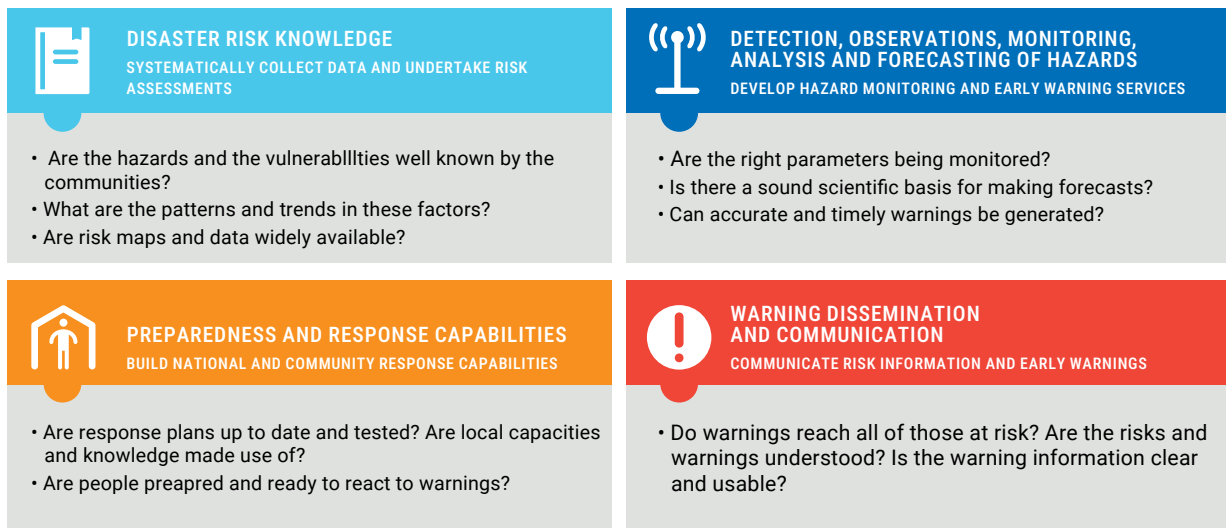 DISASTER RISK KNOWLEDGE
SYSTEMATICALLY COLLECT DATA AND UNDERTAKE RISK
ASSESSMENTS
• Are the hazards and the vulnerablllties well known by the
communities?
• What are the patterns and trends in these factors?
• Are risk maps and data widely available?
DETECTION, OBSERVATIONS, MONITORING,
ANALYSIS AND FORECASTING OF HAZARDS
DEVELOP HAZARD MONITORING AND EARLY WARNING SERVICES
• Are the right parameters being monitored?
• Is there a sound scientific basis for making forecasts?
• Can accurate and timely warnings be generated?
PREPAREDNESS AND RESPONSE CAPABILITIES
BUILD NATIONAL AND COMMUNITY RESPONSE CAPABILITIES
• Are response plans up to date and tested? Are local capacities
and knowledge made use of?
• Are people preapred and ready to react to warnings?
WARNING DISSEMINATION
AND COMMUNICATION
COMMUNICATE RISK INFORMATION AND EARLY WARNINGS
• Do warnings reach all of those at risk? Are the risks and
warnings understood? Is the warning information clear
and usable?